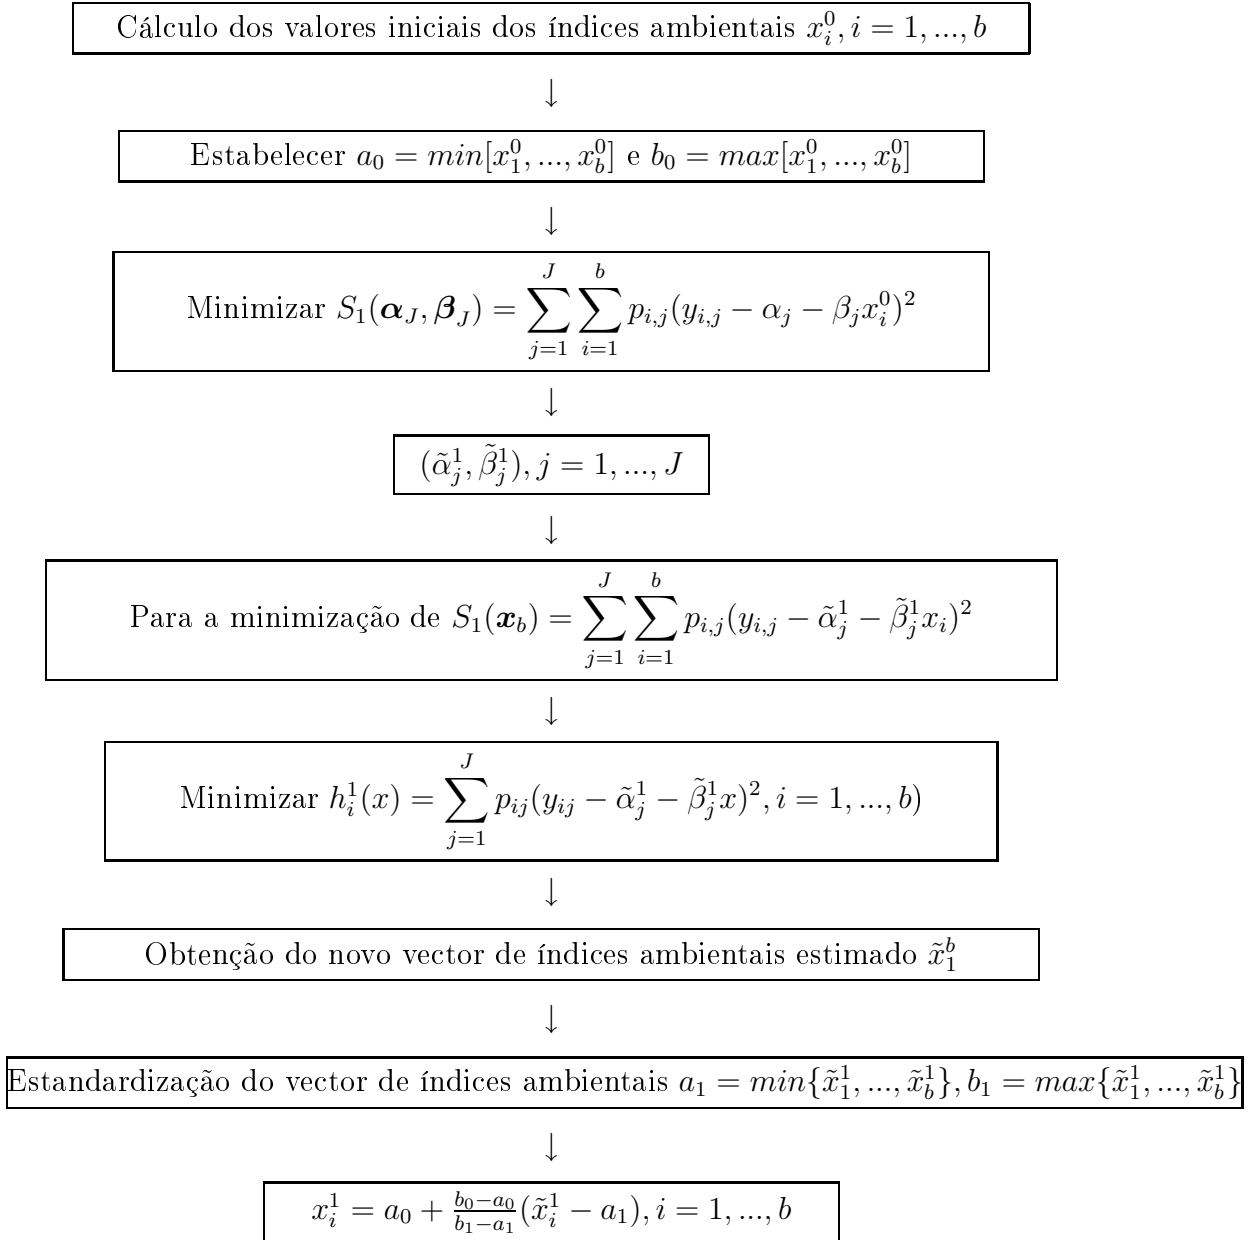 Cálculo dos valores iniciais dos índices ambientais $x_i^0, i = 1, ..., b$
↓
Estabelecer $a_0 = min[x_1^0, ..., x_b^0]$ e $b_0 = max[x_1^0, ..., x_b^0]$
↓
Minimizar $S_1(\boldsymbol{\alpha}_J, \boldsymbol{\beta}_J) = \sum_{j=1}^{J} \sum_{i=1}^{b} p_{i,j}(y_{i,j} - \alpha_j - \beta_j x_i^0)^2$
↓
$(\tilde{\alpha}_j^1, \tilde{\beta}_j^1), j = 1, ..., J$
↓
Para a minimização de $S_1(\boldsymbol{x}_b) = \sum_{j=1}^{J} \sum_{i=1}^{b} p_{i,j}(y_{i,j} - \tilde{\alpha}_j^1 - \tilde{\beta}_j^1 x_i)^2$
↓
Minimizar $h_i^1(x) = \sum_{j=1}^{J} p_{ij}(y_{ij} - \tilde{\alpha}_j^1 - \tilde{\beta}_j^1 x)^2, i = 1, ..., b)$
↓
Obtenção do novo vector de índices ambientais estimado $\tilde{x}_1^b$
↓
Estandardização do vector de índices ambientais $a_1 = min\{\tilde{x}_1^1, ..., \tilde{x}_b^1\}, b_1 = max\{\tilde{x}_1^1, ..., \tilde{x}_b^1\}$
↓
$x_i^1 = a_0 + \frac{b_0 - a_0}{b_1 - a_1}(\tilde{x}_i^1 - a_1), i = 1, ..., b$